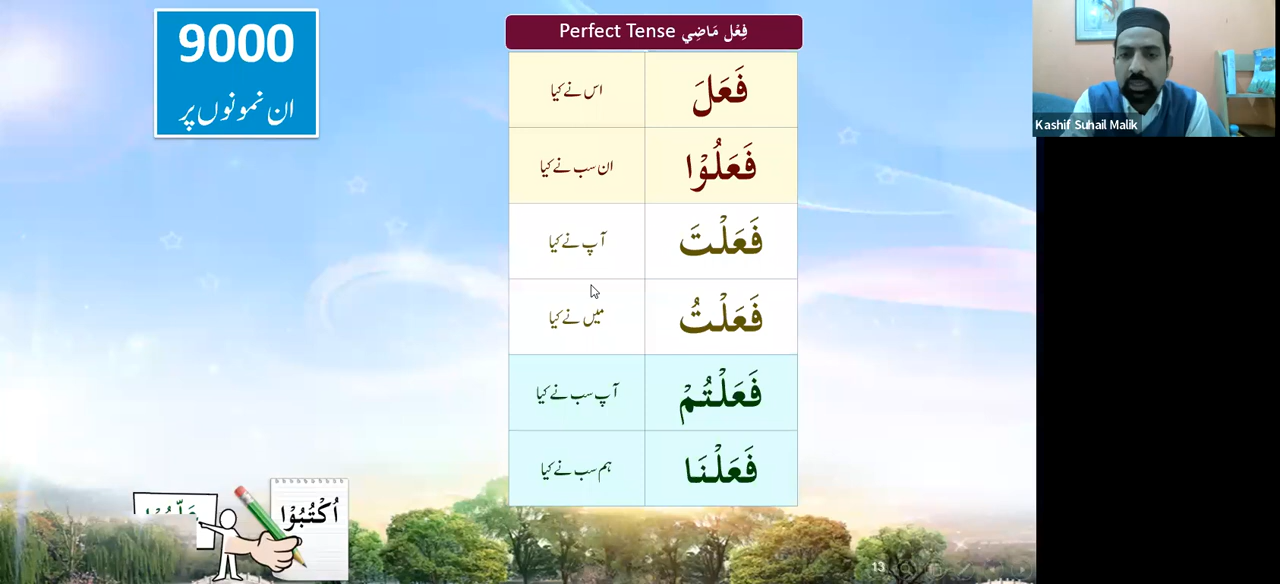 9000
ان نمونوں پر
فِعْل مَاضِي Perfect Tense
فَعَلَ اس نے کیا
فَعَلُوْا ان سب نے کیا
فَعَلْتَ آپ نے کیا
فَعَلْتُ میں نے کیا
فَعَلْتُمْ آپ سب نے کیا
فَعَلْنَا ہم سب نے کیا
اُكْتُبُوْا
13
Kashif Suhail Malik